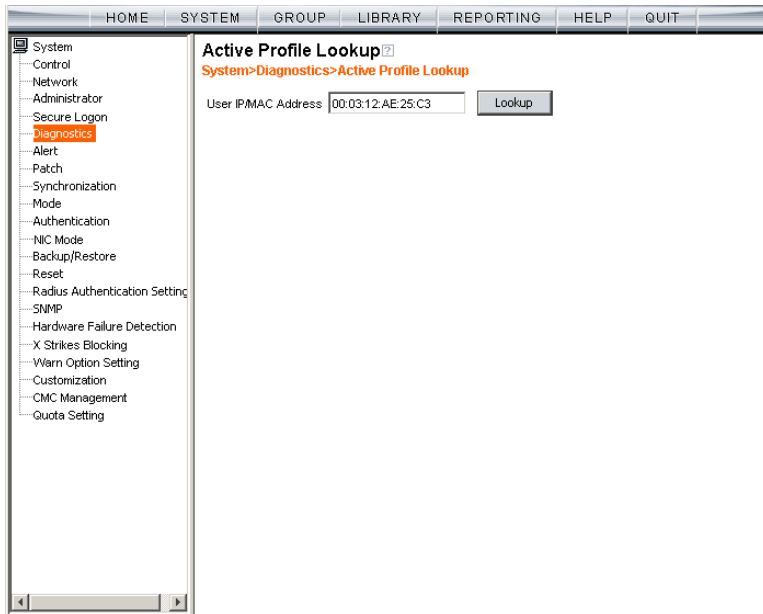 HOME SYSTEM GROUP LIBRARY REPORTING HELP QUIT
System
Control
Network
Administrator
Secure Logon
Diagnostics
Alert
Patch
Synchronization
Mode
Authentication
NIC Mode
Backup/Restore
Reset
Radius Authentication Setting
SNMP
Hardware Failure Detection
X Strikes Blocking
Warn Option Setting
Customization
CMC Management
Quota Setting
Active Profile Lookup ?
System>Diagnostics>Active Profile Lookup
User IP/MAC Address 00:03:12:AE:25:C3 Lookup